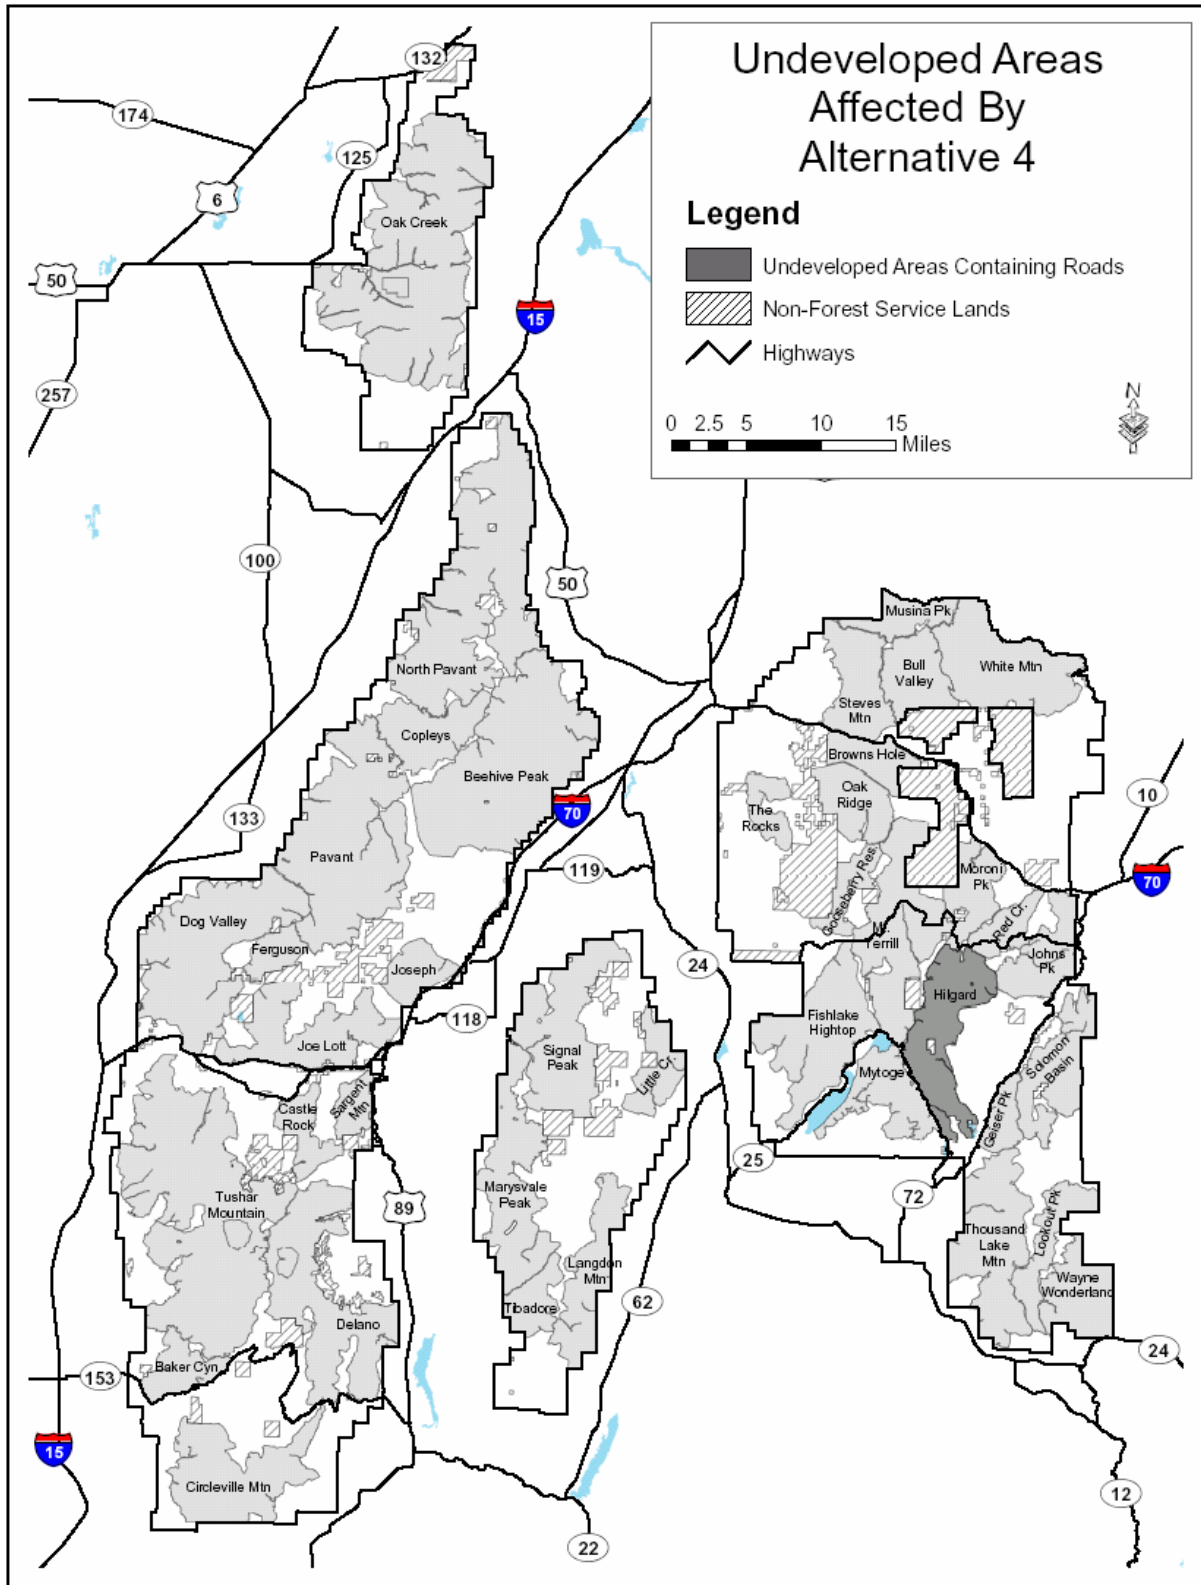 Undeveloped Areas
Affected By
Alternative 4
Legend
Undeveloped Areas Containing Roads
Non-Forest Service Lands
Highways
N
0 2.5 5 10 15
Miles
132
174
125
6
Oak Creek
50
15
257
100
50
Musina Pk
North Pavant
Bull
Valley
White Mtn
Steves
Mtn
Copleys
Browns Hole
Beehive Peak
Oak
Ridge
10
The
Rocks
70
133
Pavant
119
Gooseberry Res.
Moroni
Pk
70
Dog Valley
Red Cr.
Ferguson
Mt.
Terrill
Johns
Pk
Joseph
24
Hilgard
118
Fishlake
Hightop
Joe Lott
Signal
Peak
Solomon
Basin
Little Cr.
Mytoge
Castle
Rock
Sargent
Mtn
Geiser Pk
25
Marysvale
Peak
72
Tushar
Mountain
89
Lookout Pk
Thousand
Lake
Mtn
Langdon
Mtn
Wayne
Wonderland
62
Tibadore
Delano
24
Baker Cyn
153
15
Circleville Mtn
12
22